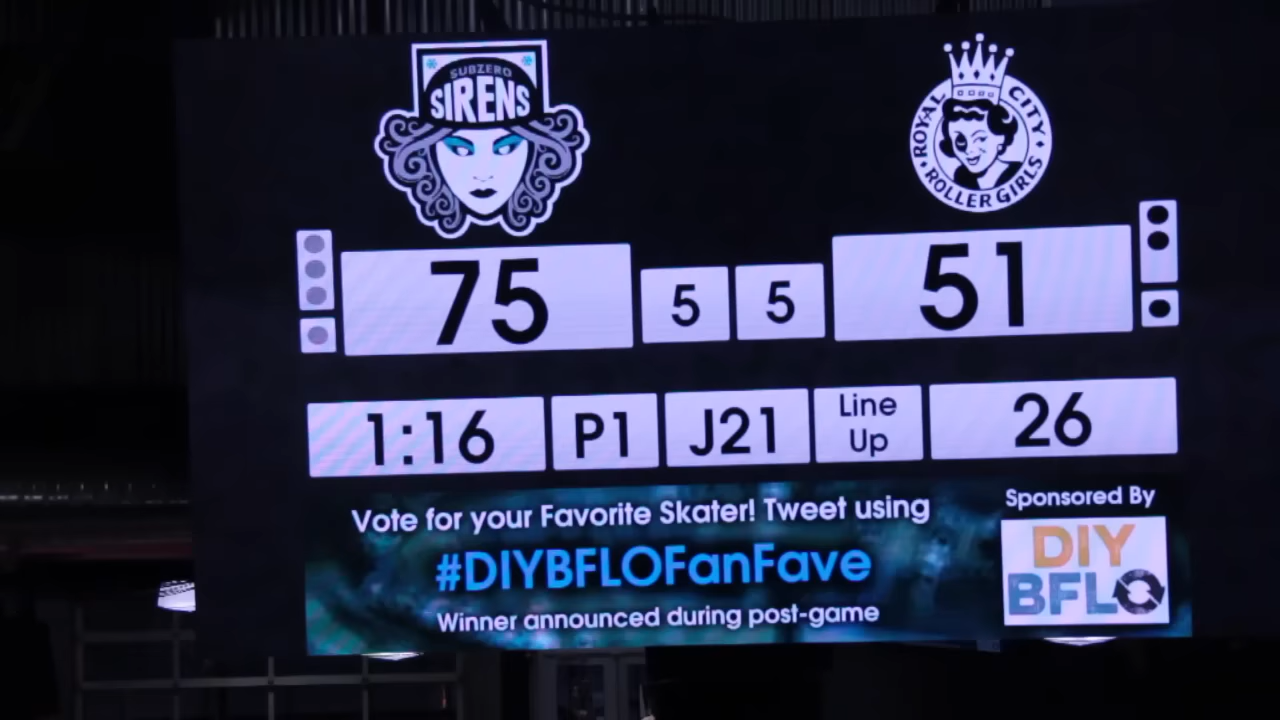 SUBZERO
SIRENS
ROYAL CITY
ROLLER GIRLS
75
5
5
51
1:16
P1
J21
Line
Up
26
Vote for your Favorite Skater! Tweet using
#DIYBFLOFanFave
Winner announced during post-game
Sponsored By
DIY
BFLO